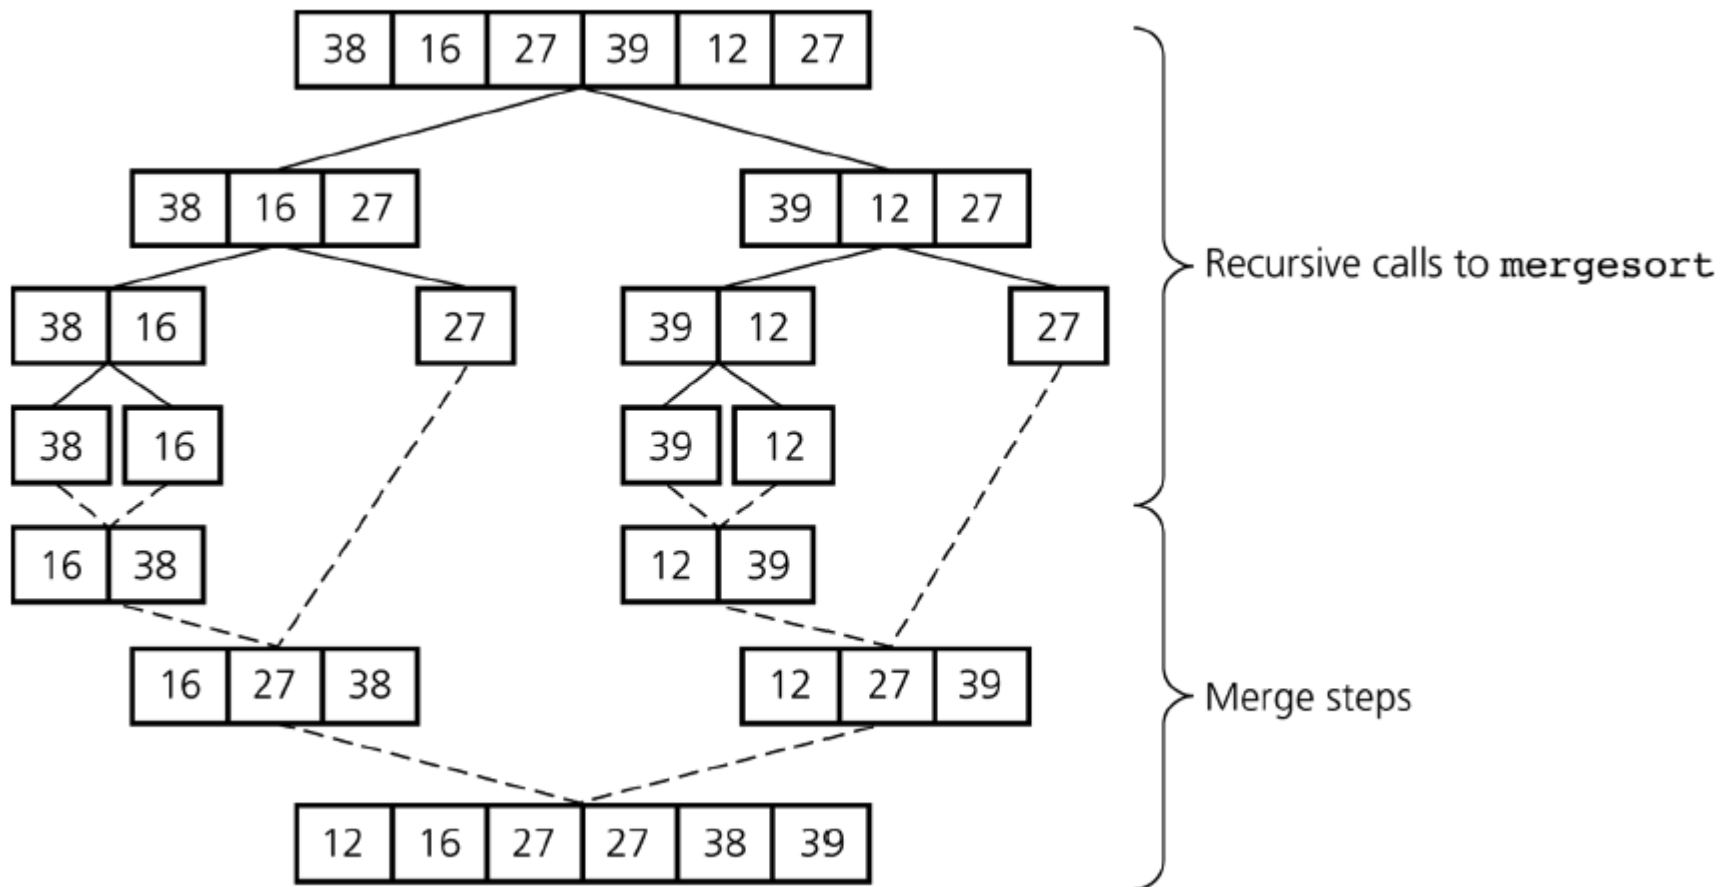 38 16 27 39 12 27
38 16 27 39 12 27
Recursive calls to mergesort
38 16 27 39 12 27
38 16 39 12
16 38 12 39
16 27 38 12 27 39
Merge steps
12 16 27 27 38 39